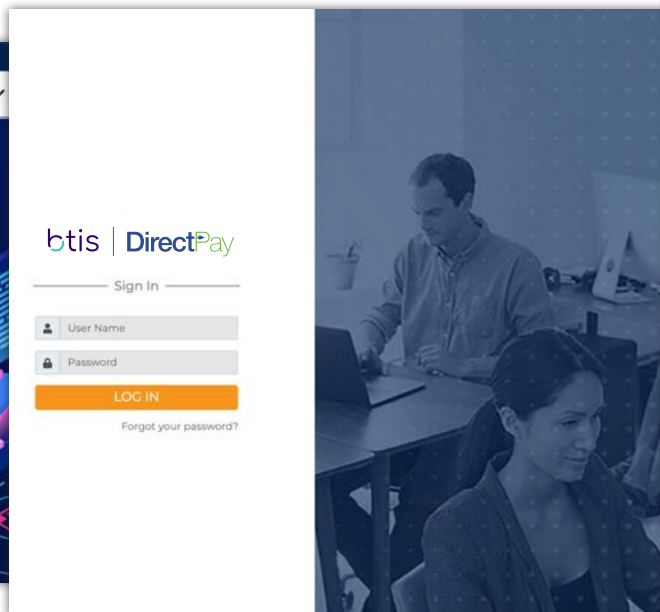 btis | DirectPay
Sign In
User Name
Password
LOG IN
Forgot your password?